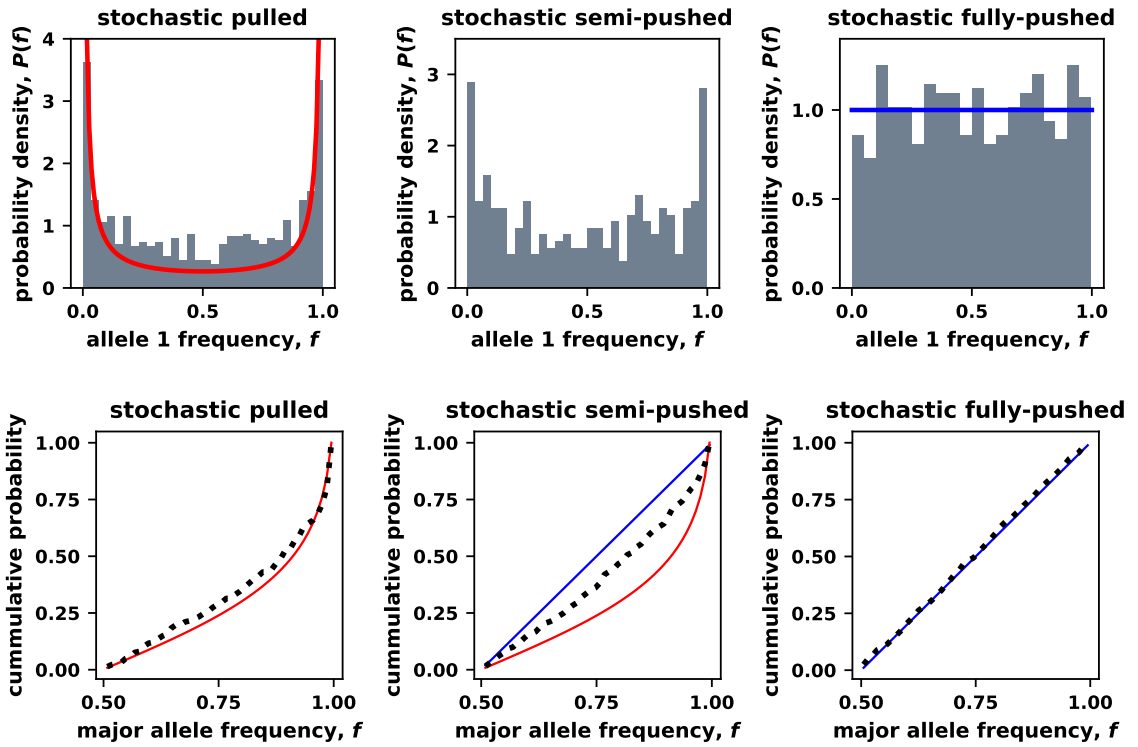 stochastic pulled
probability density, P(f)
4
3
2
1
0
0.0
0.5
1.0
allele 1 frequency, f
stochastic semi-pushed
probability density, P(f)
3
2
1
0
0.0
0.5
1.0
allele 1 frequency, f
stochastic fully-pushed
probability density, P(f)
1.0
0.5
0.0
0.0
0.5
1.0
allele 1 frequency, f
stochastic pulled
cummulative probability
1.00
0.75
0.50
0.25
0.00
0.50
0.75
1.00
major allele frequency, f
stochastic semi-pushed
cummulative probability
1.00
0.75
0.50
0.25
0.00
0.50
0.75
1.00
major allele frequency, f
stochastic fully-pushed
cummulative probability
1.00
0.75
0.50
0.25
0.00
0.50
0.75
1.00
major allele frequency, f